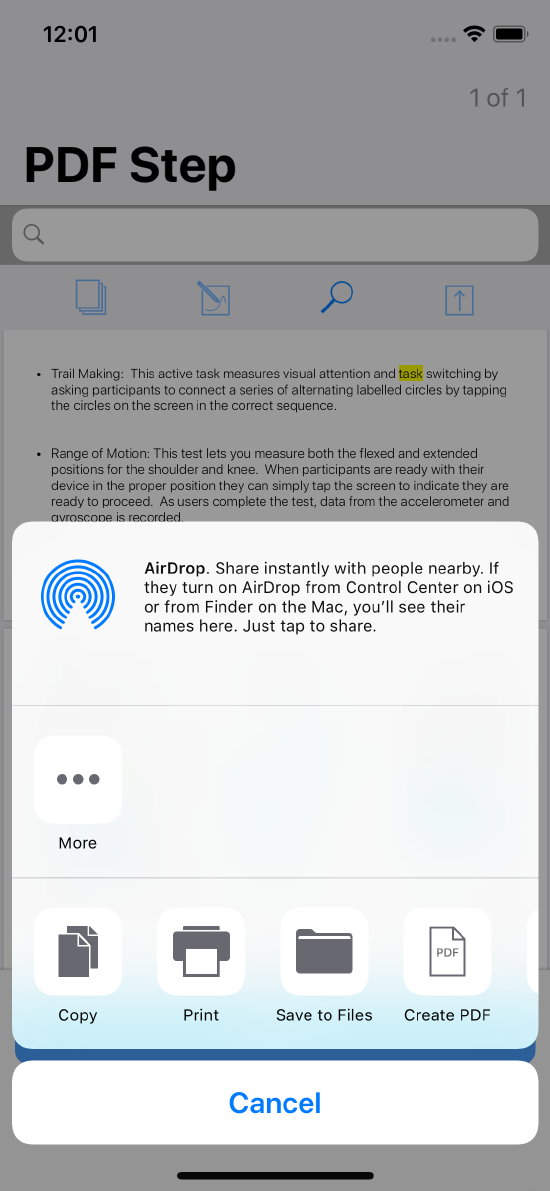 12:01
1 of 1
PDF Step
• Trail Making: This active task measures visual attention and task switching by
asking participants to connect a series of alternating labelled circles by tapping
the circles on the screen in the correct sequence.
• Range of Motion: This test lets you measure both the flexed and extended
positions for the shoulder and knee. When participants are ready with their
device in the proper position they can simply tap the screen to indicate they are
ready to proceed. As users complete the test, data from the accelerometer and
gyroscope is recorded.
AirDrop. Share instantly with people nearby. If
they turn on AirDrop from Control Center on iOS
or from Finder on the Mac, you’ll see their
names here. Just tap to share.
More
PDF
Copy
Print
Save to Files
Create PDF
Cancel